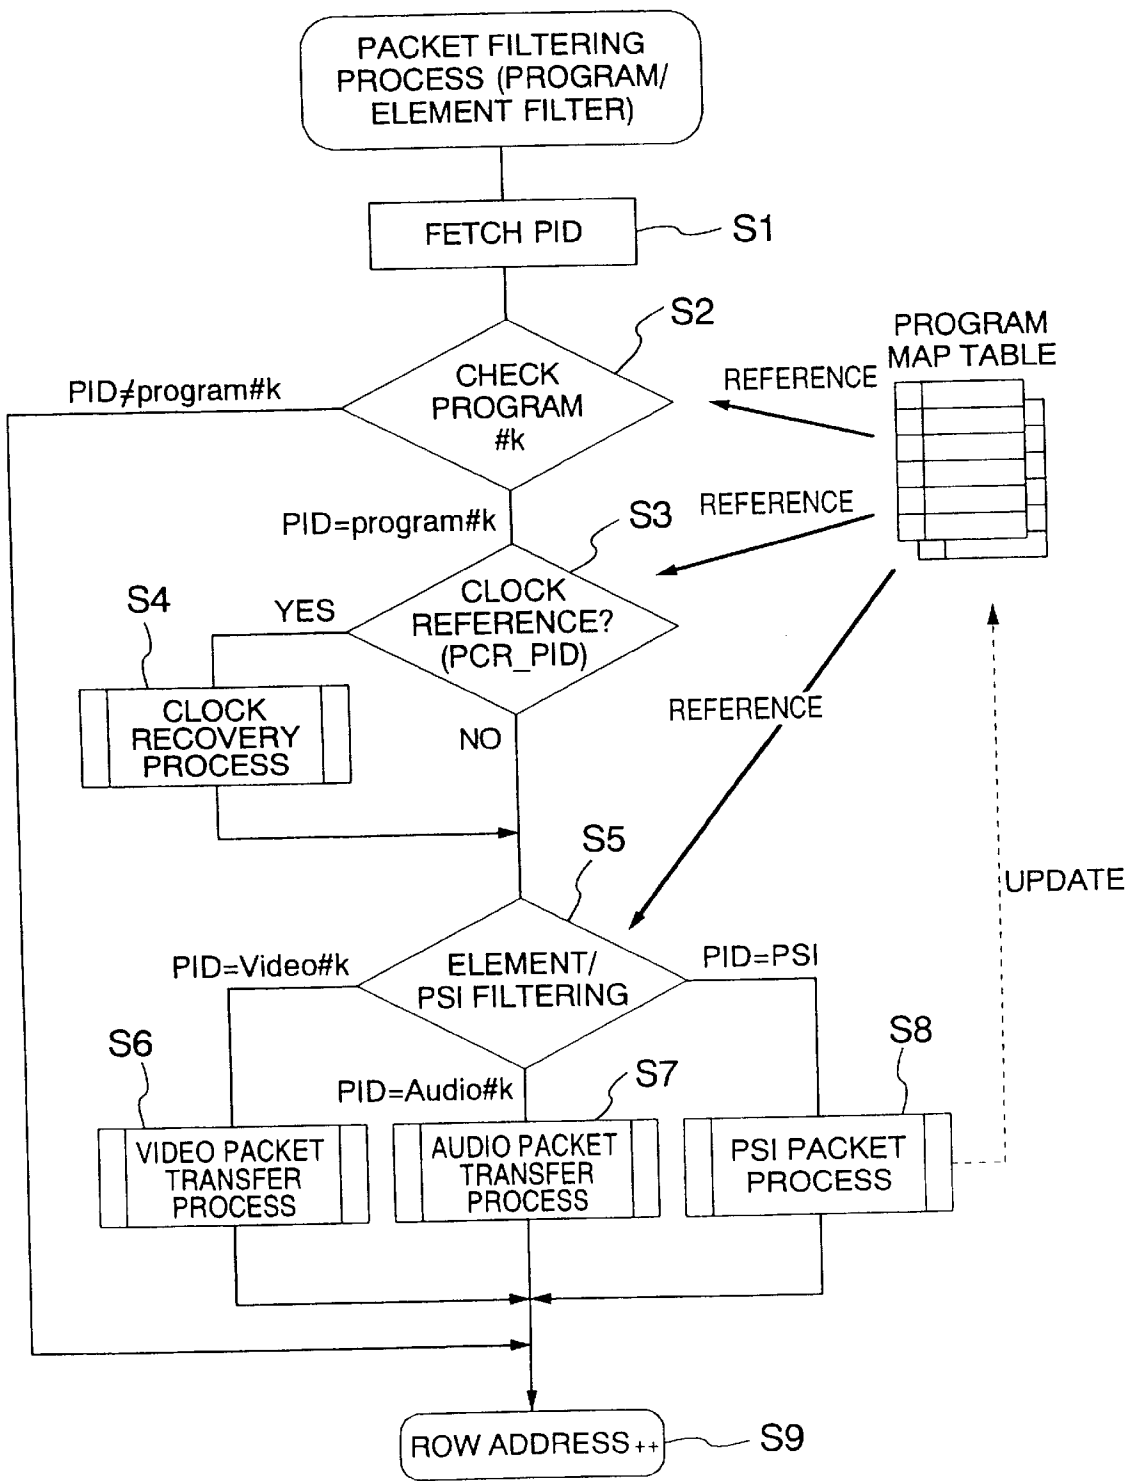 PACKET FILTERING
PROCESS (PROGRAM/
ELEMENT FILTER)
FETCH PID
S1
S2
CHECK
PROGRAM
#k
PID≠program#k
PROGRAM
MAP TABLE
REFERENCE
PID=program#k
S3
REFERENCE
CLOCK
REFERENCE?
(PCR_PID)
YES
S4
CLOCK
RECOVERY
PROCESS
NO
REFERENCE
S5
UPDATE
ELEMENT/
PSI FILTERING
PID=Video#k
PID=PSI
PID=Audio#k
S6
VIDEO PACKET
TRANSFER
PROCESS
S7
AUDIO PACKET
TRANSFER
PROCESS
S8
PSI PACKET
PROCESS
ROW ADDRESS ++
S9